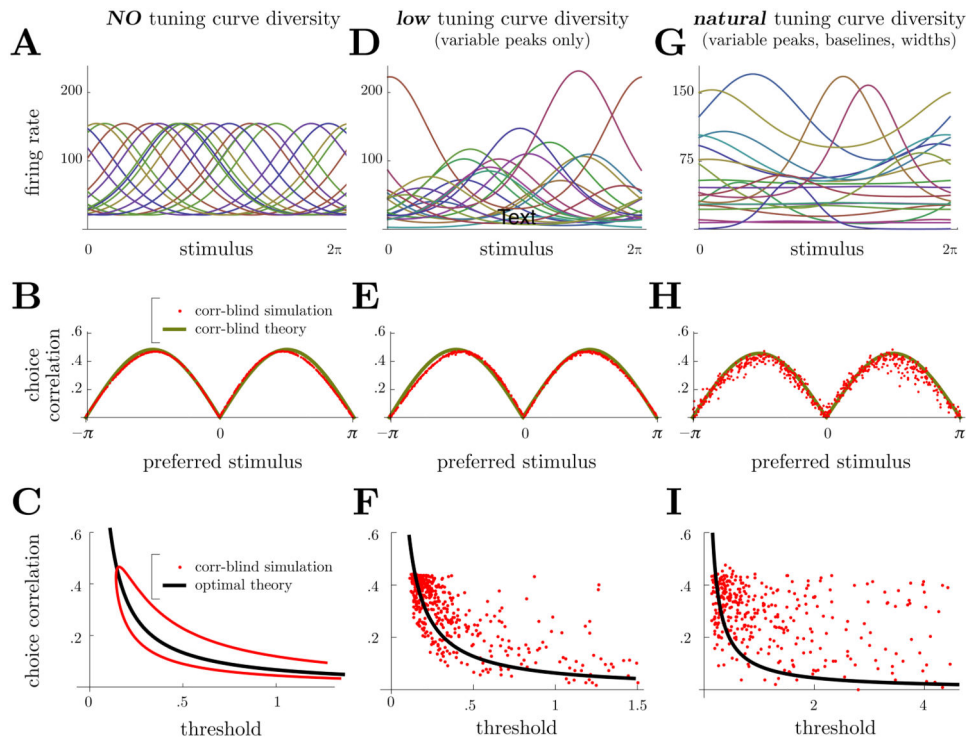 NO tuning curve diversity
low tuning curve diversity
(variable peaks only)
natural tuning curve diversity
(variable peaks, baselines, widths)
A
firing rate
200
100
0
stimulus
2π
D
200
100
Text
0
stimulus
2π
G
150
75
0
stimulus
2π
B
corr-blind simulation
corr-blind theory
choice
correlation
.6
.4
.2
−π
0
π
preferred stimulus
E
.6
.4
.2
−π
0
π
preferred stimulus
H
.6
.4
.2
−π
0
π
preferred stimulus
C
corr-blind simulation
optimal theory
choice correlation
.6
.4
.2
0
.5
1
threshold
F
.6
.4
.2
0
.5
1
1.5
threshold
I
.6
.4
.2
0
2
4
threshold